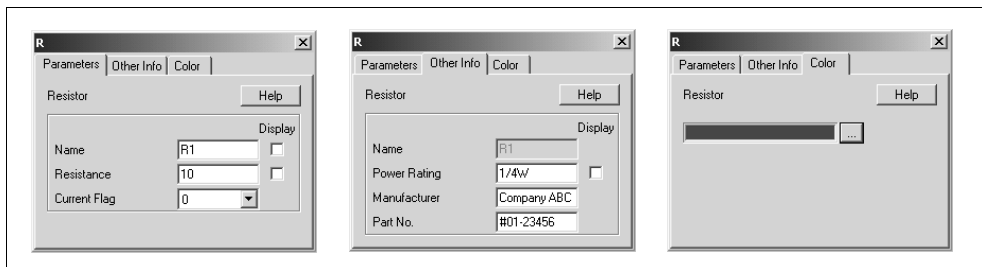 R
Parameters Other Info Color
Resistor Help
Display
Name R1
Resistance 10
Current Flag 0
R
Parameters Other Info Color
Resistor Help
Display
Name R1
Power Rating 1/4W
Manufacturer Company ABC
Part No. #01-23456
R
Parameters Other Info Color
Resistor Help
...